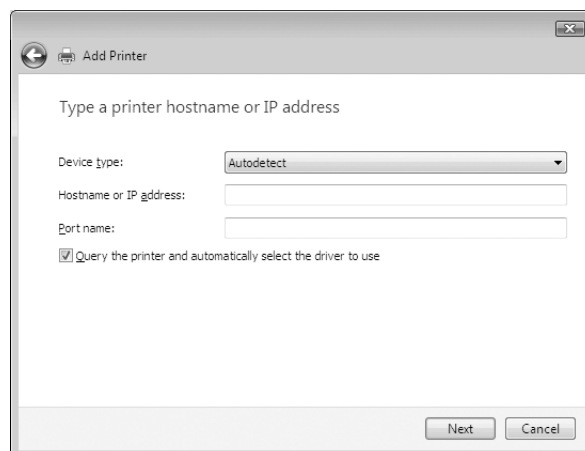 Add Printer
Type a printer hostname or IP address
Device type: Autodetect
Hostname or IP address:
Port name:
Query the printer and automatically select the driver to use
Next Cancel